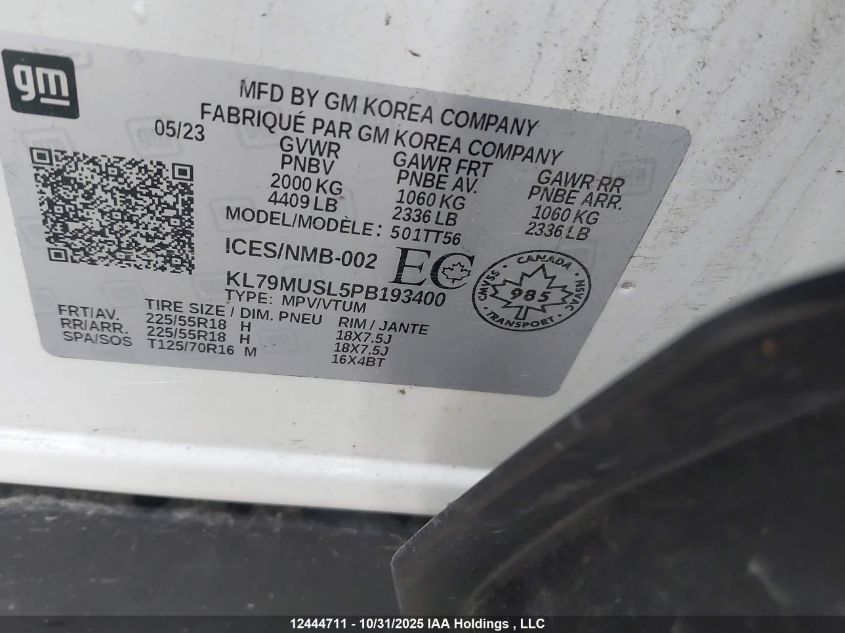 gm
MFD BY GM KOREA COMPANY
FABRIQUÉ PAR GM KOREA COMPANY
05/23
GVWR GAWR FRT GAWR RR
PNBV PNBE AV. PNBE ARR.
2000 KG 1060 KG 1060 KG
4409 LB 2336 LB 2336 LB
MODEL/MODÈLE: 501TT56
ICES/NMB-002 EC
KL79MUSL5PB193400
TYPE: MPV/VTUM
CANADA
CMVSS 985 NSVAC
TRANSPORT
TIRE SIZE / DIM. PNEU RIM / JANTE
FRT/AV. 225/55R18 H 18X7.5J
RR/ARR. 225/55R18 H 18X7.5J
SPA/SOS T125/70R16 M 16X4BT
12444711 - 10/31/2025 IAA Holdings , LLC